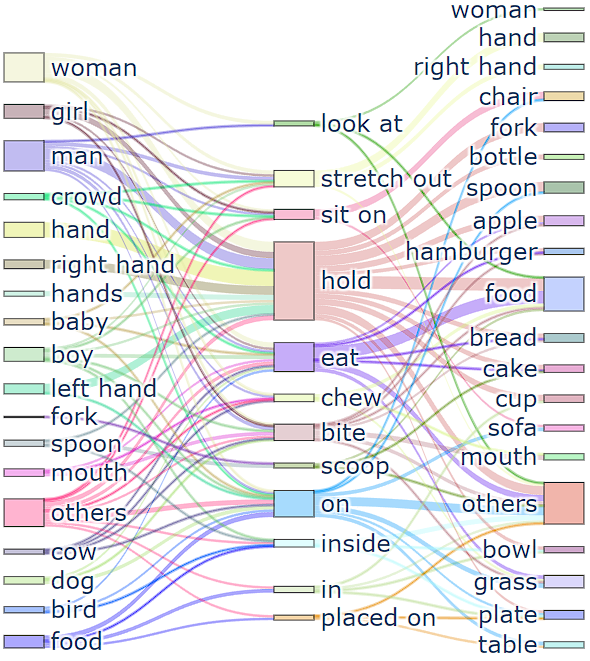 woman
girl
man
crowd
hand
right hand
hands
baby
boy
left hand
fork
spoon
mouth
others
cow
dog
bird
food
look at
stretch out
sit on
hold
eat
chew
bite
scoop
on
inside
in
placed on
woman
hand
right hand
chair
fork
bottle
spoon
apple
hamburger
food
bread
cake
cup
sofa
mouth
others
bowl
grass
plate
table